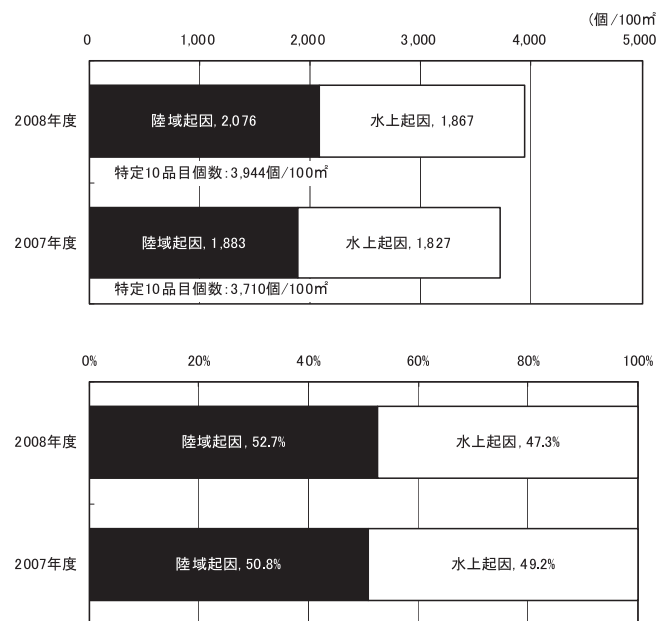 (個/100㎡
0 1,000 2,000 3,000 4,000 5,000
2008年度 陸域起因, 2,076 水上起因, 1,867
特定10品目個数:3,944個/100㎡
2007年度 陸域起因, 1,883 水上起因, 1,827
特定10品目個数:3,710個/100㎡
0% 20% 40% 60% 80% 100%
2008年度 陸域起因, 52.7% 水上起因, 47.3%
2007年度 陸域起因, 50.8% 水上起因, 49.2%